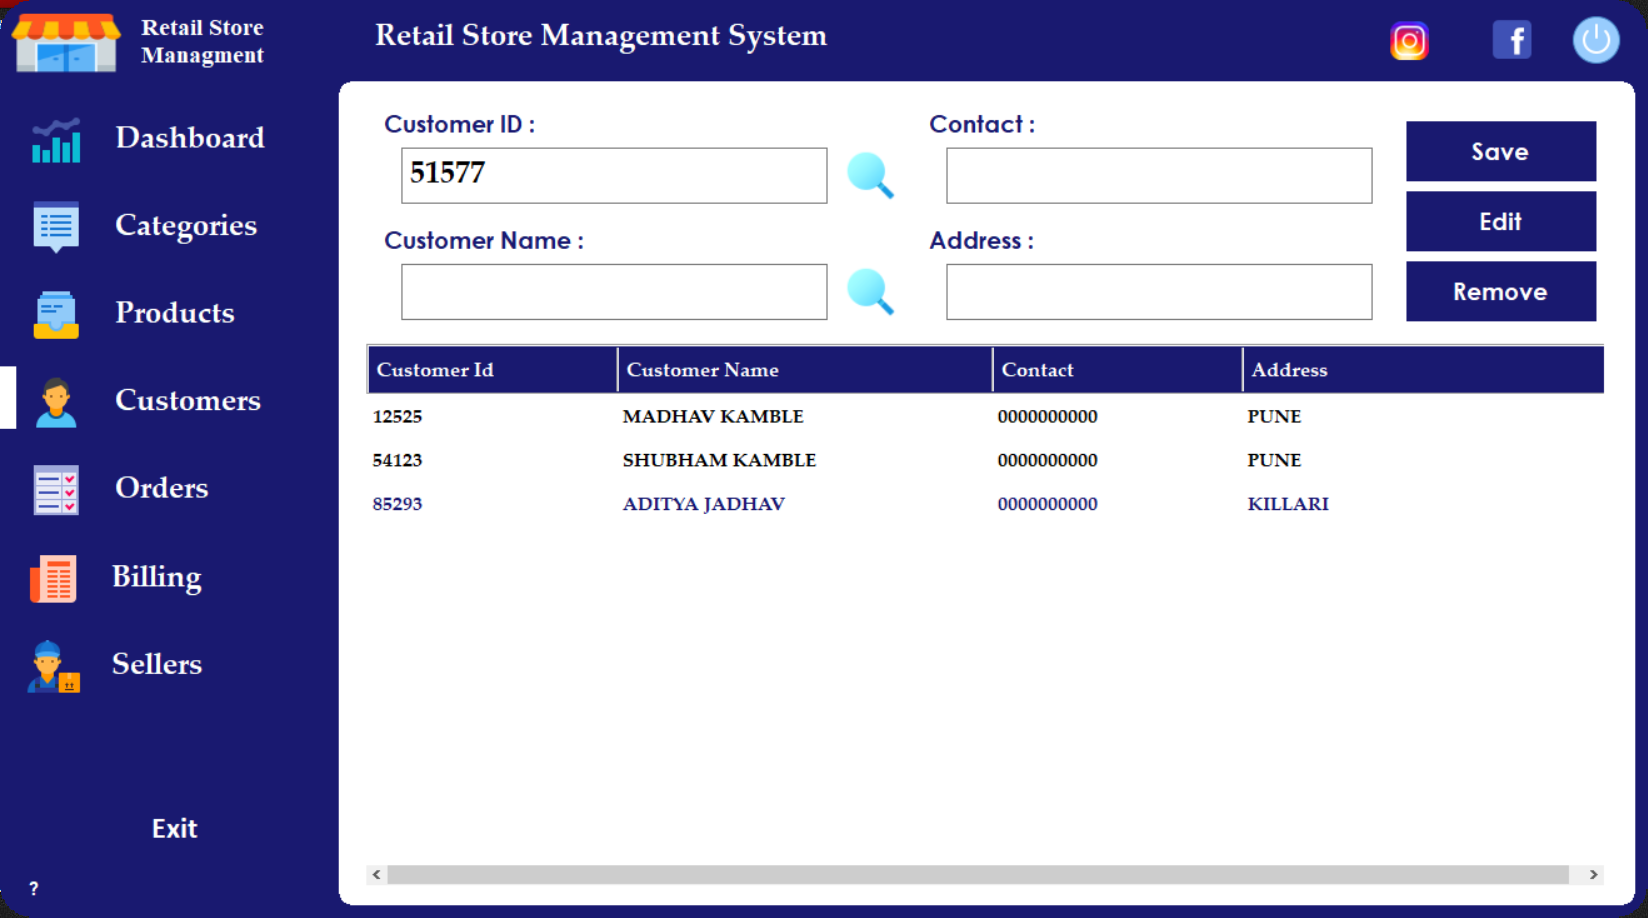 Retail Store
Managment
Retail Store Management System
Dashboard
Categories
Products
Customers
Orders
Billing
Sellers
Exit
?
Customer ID :
51577
Contact :
Customer Name :
Address :
Save
Edit
Remove
Customer Id Customer Name Contact Address
12525 MADHAV KAMBLE 0000000000 PUNE
54123 SHUBHAM KAMBLE 0000000000 PUNE
85293 ADITYA JADHAV 0000000000 KILLARI